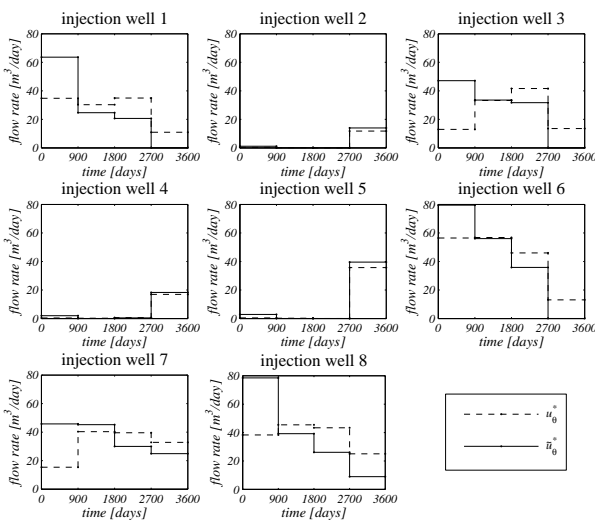 injection well 1 injection well 2 injection well 3
flow rate [m³/day] flow rate [m³/day] flow rate [m³/day]
80 80 80
60 60 60
40 40 40
20 20 20
0 0 0
0 900 1800 2700 3600 0 900 1800 2700 3600 0 900 1800 2700 3600
time [days] time [days] time [days]
injection well 4 injection well 5 injection well 6
flow rate [m³/day] flow rate [m³/day] flow rate [m³/day]
80 80 80
60 60 60
40 40 40
20 20 20
0 0 0
0 900 1800 2700 3600 0 900 1800 2700 3600 0 900 1800 2700 3600
time [days] time [days] time [days]
injection well 7 injection well 8
flow rate [m³/day] flow rate [m³/day]
80 80
60 60
40 40
20 20
0 0
0 900 1800 2700 3600 0 900 1800 2700 3600
time [days] time [days]
u*θ
ū*θ